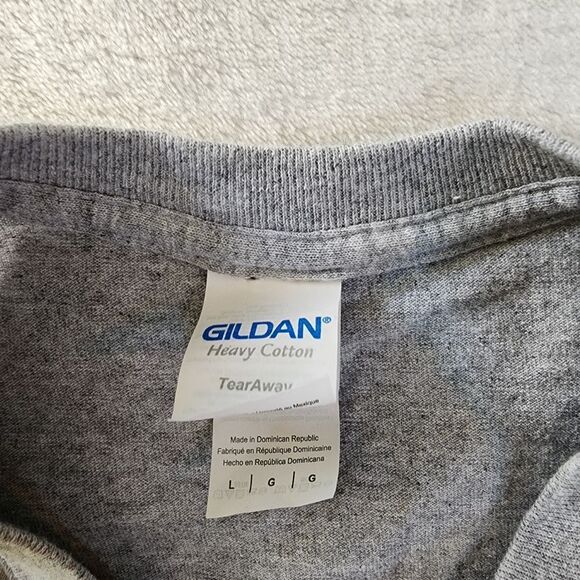 GILDAN®
Heavy Cotton
TearAway
Made in Dominican Republic
Fabriqué en République Dominicaine
Hecho en República Dominicana
L | G | G